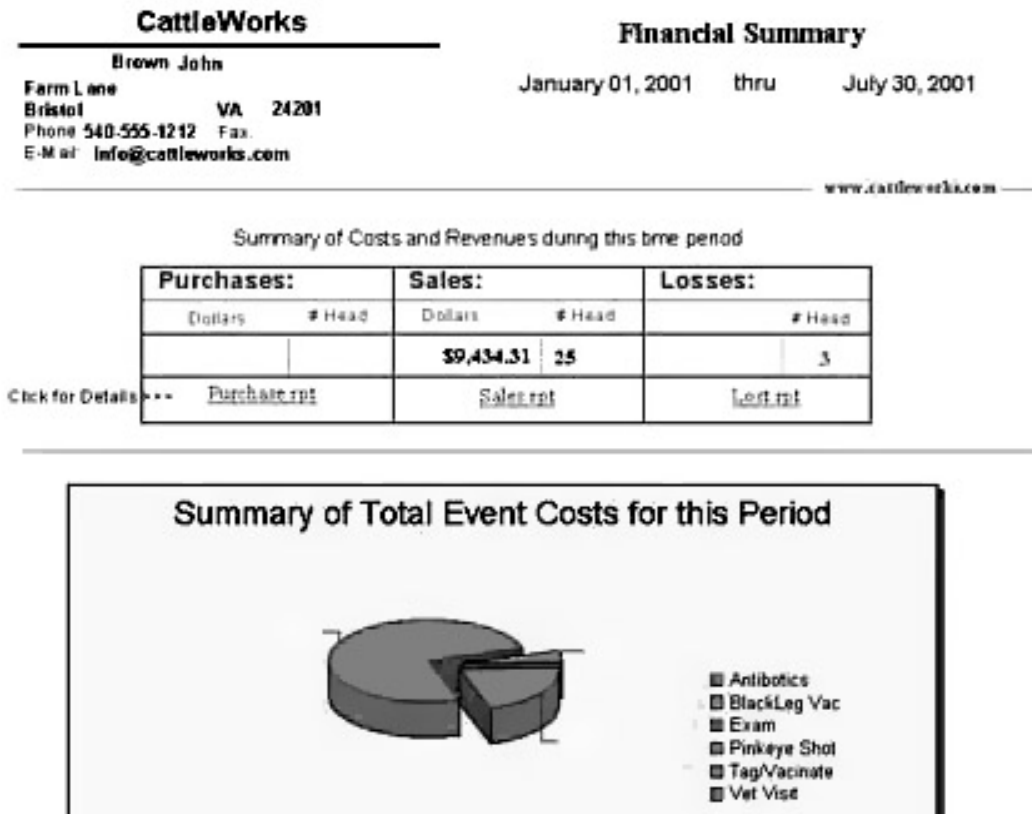 CattleWorks
Financial Summary
Brown John
January 01, 2001 thru July 30, 2001
Farm Lane
Bristol VA 24201
Phone 540-555-1212 Fax
E-Mail Info@cattleworks.com
www.cattleworks.com
Summary of Costs and Revenues during this time period
Purchases: Sales: Losses:
Dollars # Head Dollars # Head # Head
$9,434.31 25 3
Click for Details --- Purchase rpt Sales rpt Lost rpt
Summary of Total Event Costs for this Period
Antibotics
BlackLeg Vac
Exam
Pinkeye Shot
Tag/Vacinate
Vet Visit